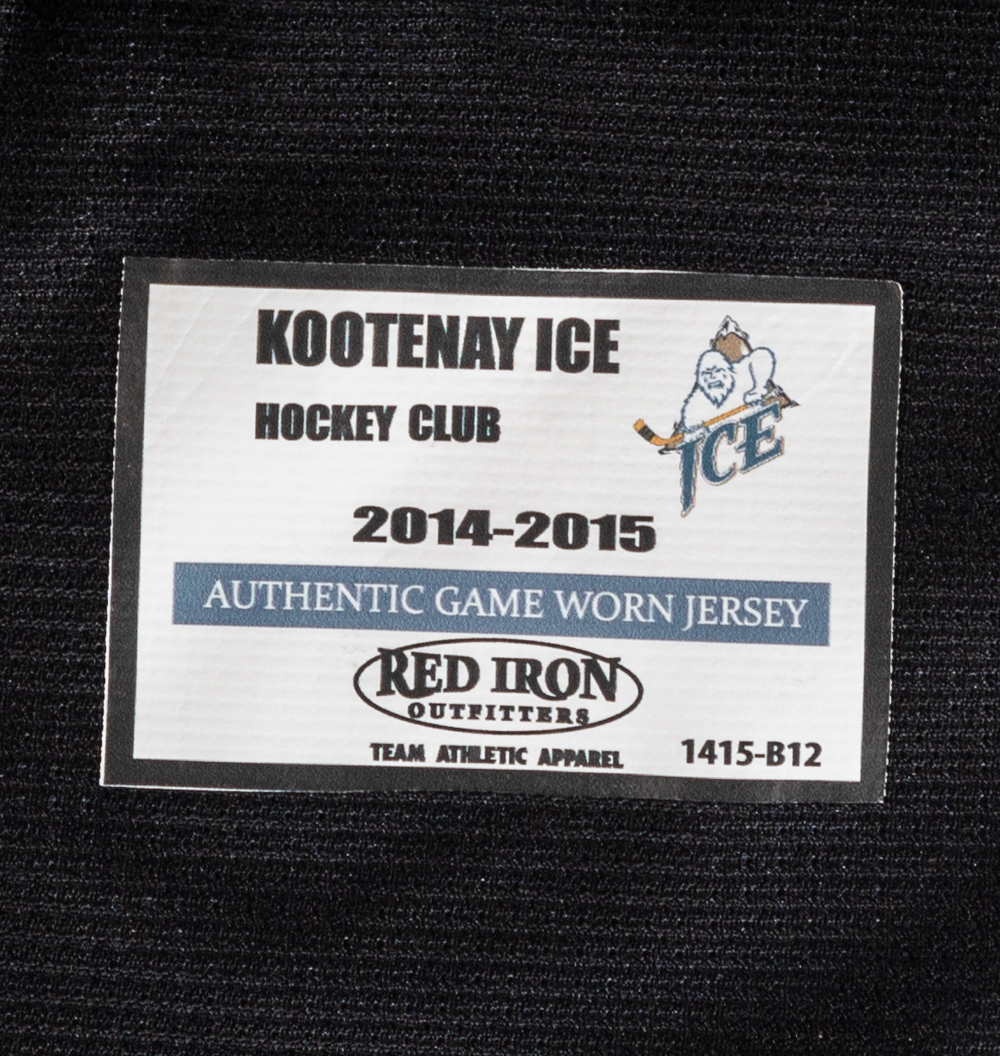 KOOTENAY ICE
HOCKEY CLUB
ICE
2014-2015
AUTHENTIC GAME WORN JERSEY
RED IRON
OUTFITTERS
TEAM ATHLETIC APPAREL
1415-B12